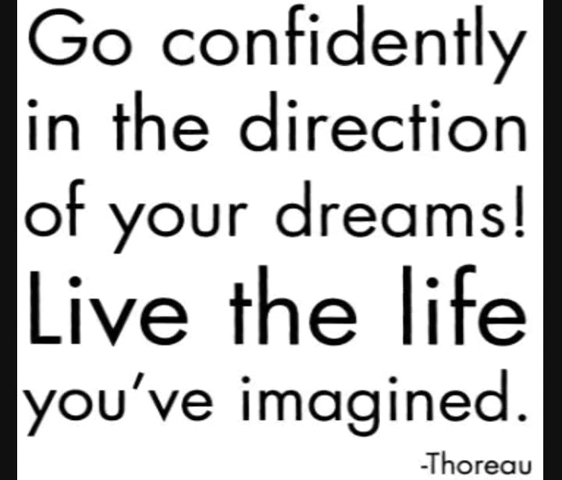 Go confidently
in the direction
of your dreams!
Live the life
you've imagined.
-Thoreau